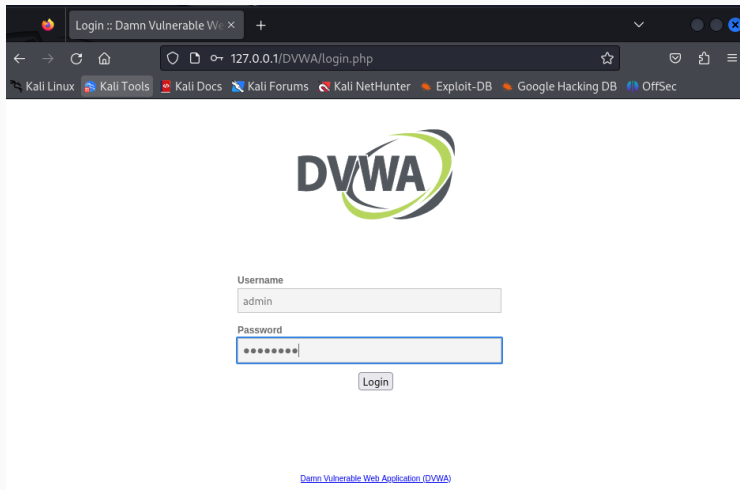 Login :: Damn Vulnerable We
127.0.0.1/DVWA/login.php
Kali Linux Kali Tools Kali Docs Kali Forums Kali NetHunter Exploit-DB Google Hacking DB OffSec
DVWA
Username
admin
Password
••••••••
Login
Damn Vulnerable Web Application (DVWA)